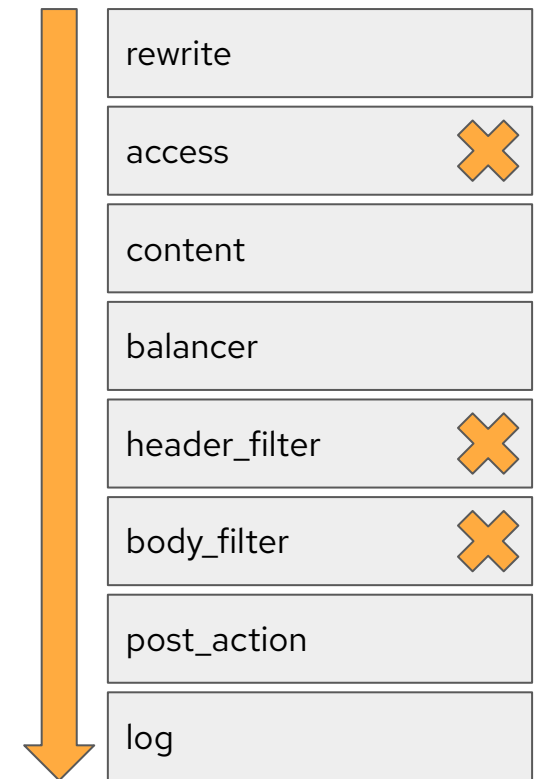 rewrite
access
content
balancer
header_filter
body_filter
post_action
log